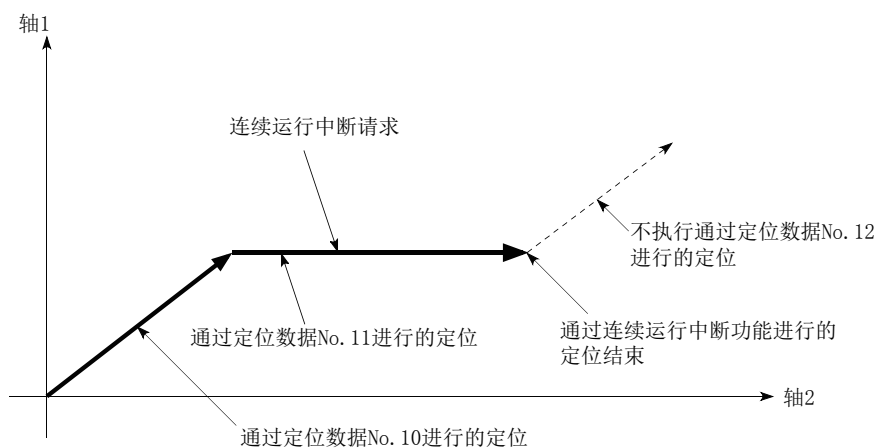 轴1
连续运行中断请求
不执行通过定位数据No.12
进行的定位
通过定位数据No.11进行的定位
通过连续运行中断功能进行的
定位结束
轴2
通过定位数据No.10进行的定位